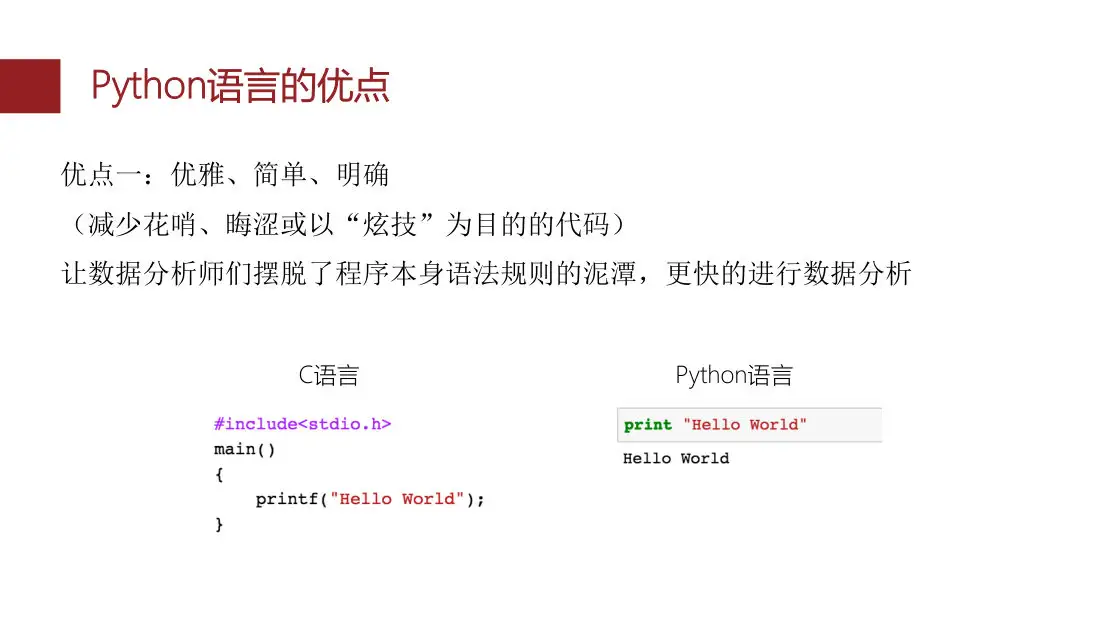 Python语言的优点
优点一：优雅、简单、明确
（减少花哨、晦涩或以“炫技”为目的的代码）
让数据分析师们摆脱了程序本身语法规则的泥潭，更快的进行数据分析
C语言
#include<stdio.h>
main()
{
    printf("Hello World");
}
Python语言
print "Hello World"
Hello World